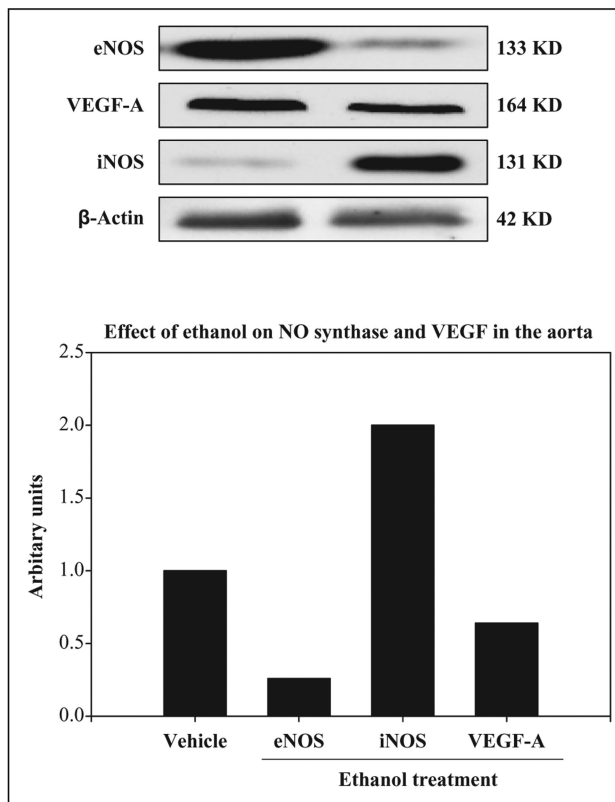 eNOS 133 KD
VEGF-A 164 KD
iNOS 131 KD
β-Actin 42 KD
Effect of ethanol on NO synthase and VEGF in the aorta
2.5
2.0
1.5
1.0
0.5
0.0
Arbitary units
Vehicle eNOS iNOS VEGF-A
Ethanol treatment